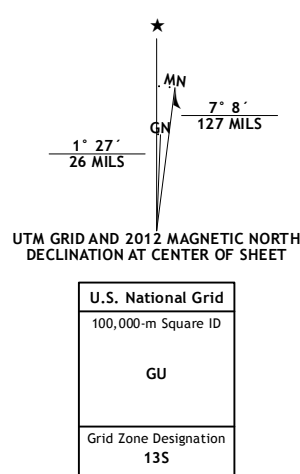 ★
MN
GN
7° 8´
127 MILS
1° 27´
26 MILS
UTM GRID AND 2012 MAGNETIC NORTH
DECLINATION AT CENTER OF SHEET
U.S. National Grid
100,000-m Square ID
GU
Grid Zone Designation
13S